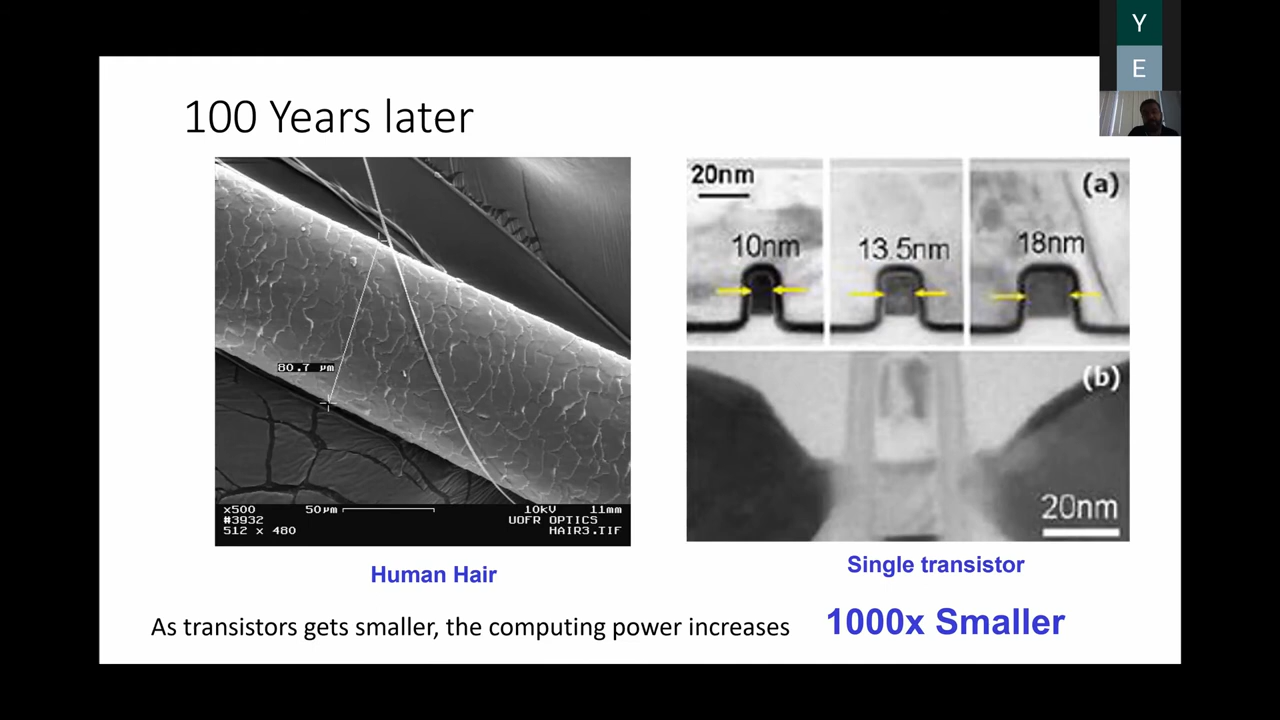 Y
E
100 Years later
80.7 µm
x500 50µm 10kV 11mm
#3932 UOFR OPTICS
512 x 480 HAIR3.TIF
Human Hair
20nm
(a)
10nm
13.5nm
18nm
(b)
20nm
Single transistor
As transistors gets smaller, the computing power increases
1000x Smaller